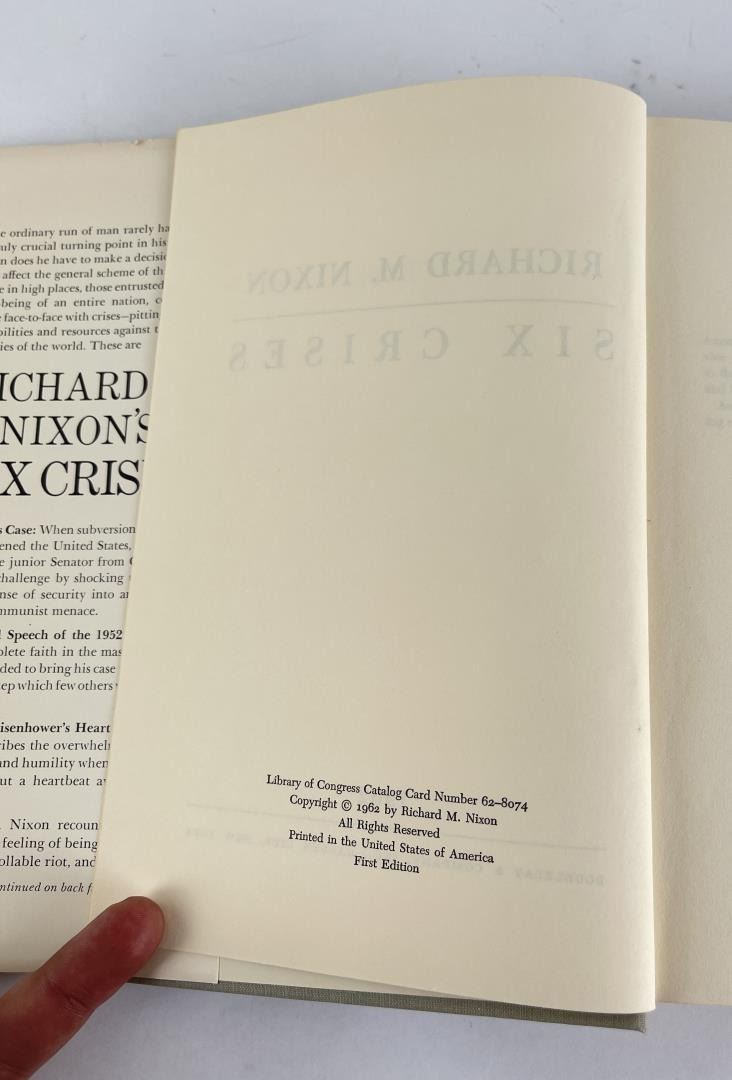 e ordinary run of man rarely ha
uly crucial turning point in his
n does he have to make a decisi
affect the general scheme of th
e in high places, those entrusted
being of an entire nation, c
face-to-face with crises—pittin
bilities and resources against t
ies of the world. These are
ICHARD
NIXON'S
X CRIS
s Case: When subversion
ened the United States,
e junior Senator from C
hallenge by shocking
nse of security into a
mmunist menace.
l Speech of the 1952
plete faith in the mas
ded to bring his case
tep which few others
isenhower's Heart
ribes the overwhel
and humility when
ut a heartbeat a
. Nixon recoun
feeling of being
ollable riot, and
ntinued on back f
RICHARD M. NIXON
SIX CRISES
Library of Congress Catalog Card Number 62–8074
Copyright © 1962 by Richard M. Nixon
All Rights Reserved
Printed in the United States of America
First Edition